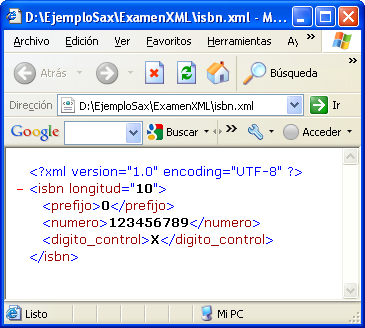 D:\EjemploSax\ExamenXML\isbn.xml - M...
Archivo Edición Ver Favoritos Herramientas Ay
Atrás Búsqueda
Dirección D:\EjemploSax\ExamenXML\isbn.xml Ir
Google Buscar Acceder
<?xml version="1.0" encoding="UTF-8" ?>
- <isbn longitud="10">
<prefijo>0</prefijo>
<numero>123456789</numero>
<digito_control>X</digito_control>
</isbn>
Listo Mi PC